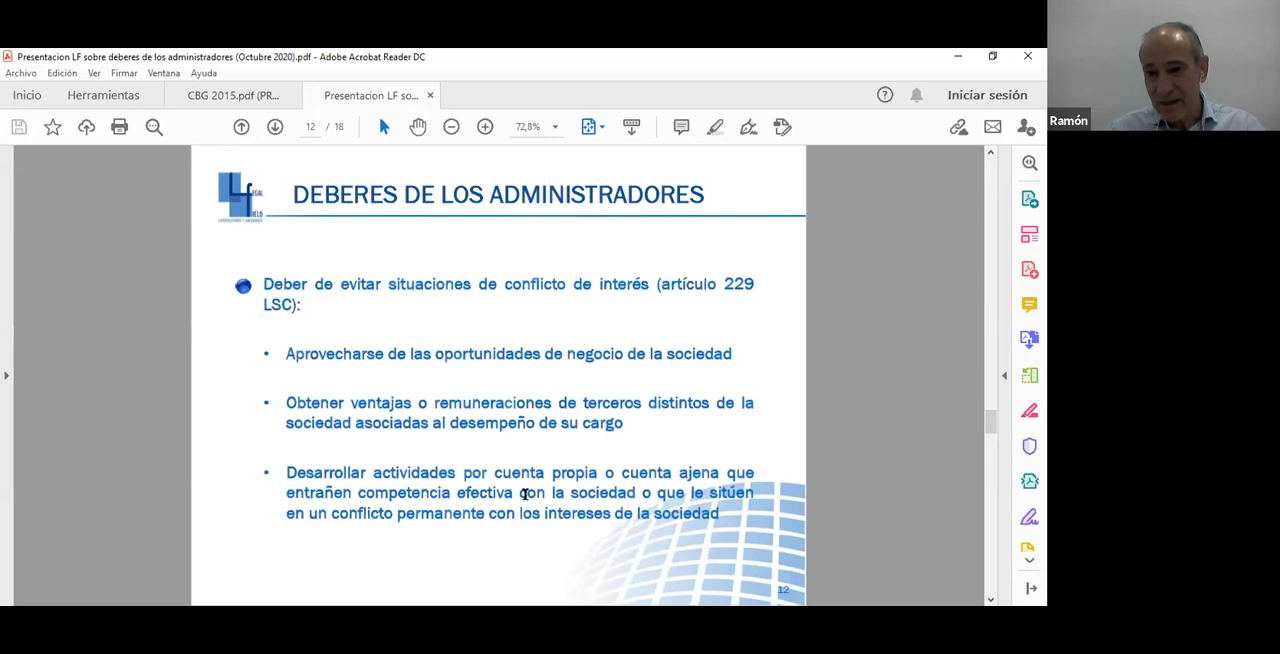 Presentacion LF sobre deberes de los administradores (Octubre 2020).pdf - Adobe Acrobat Reader DC
Archivo Edición Ver Firmar Ventana Ayuda
Inicio Herramientas CBG 2015.pdf (PR... Presentacion LF so... × Iniciar sesión
12 / 18 72,8%
Ramón
LEGAL
FIELD
DEBERES DE LOS ADMINISTRADORES
Deber de evitar situaciones de conflicto de interés (artículo 229
LSC):
• Aprovecharse de las oportunidades de negocio de la sociedad
• Obtener ventajas o remuneraciones de terceros distintos de la
sociedad asociadas al desempeño de su cargo
• Desarrollar actividades por cuenta propia o cuenta ajena que
entrañen competencia efectiva con la sociedad o que le sitúen
en un conflicto permanente con los intereses de la sociedad
12